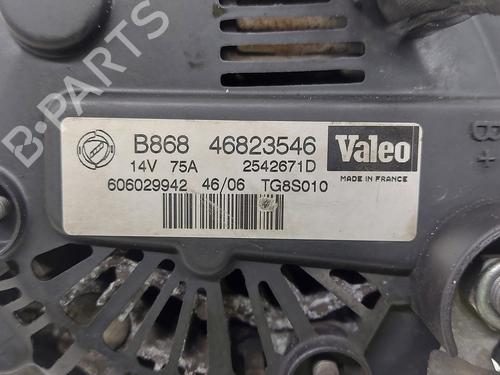 B-PARTS
B868 46823546
14V 75A 2542671D
606029942 46/06 TG8S010
Valeo
MADE IN FRANCE
B+